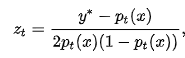 z_t = \frac{y^* - p_t(x)}{2p_t(x)(1 - p_t(x))},